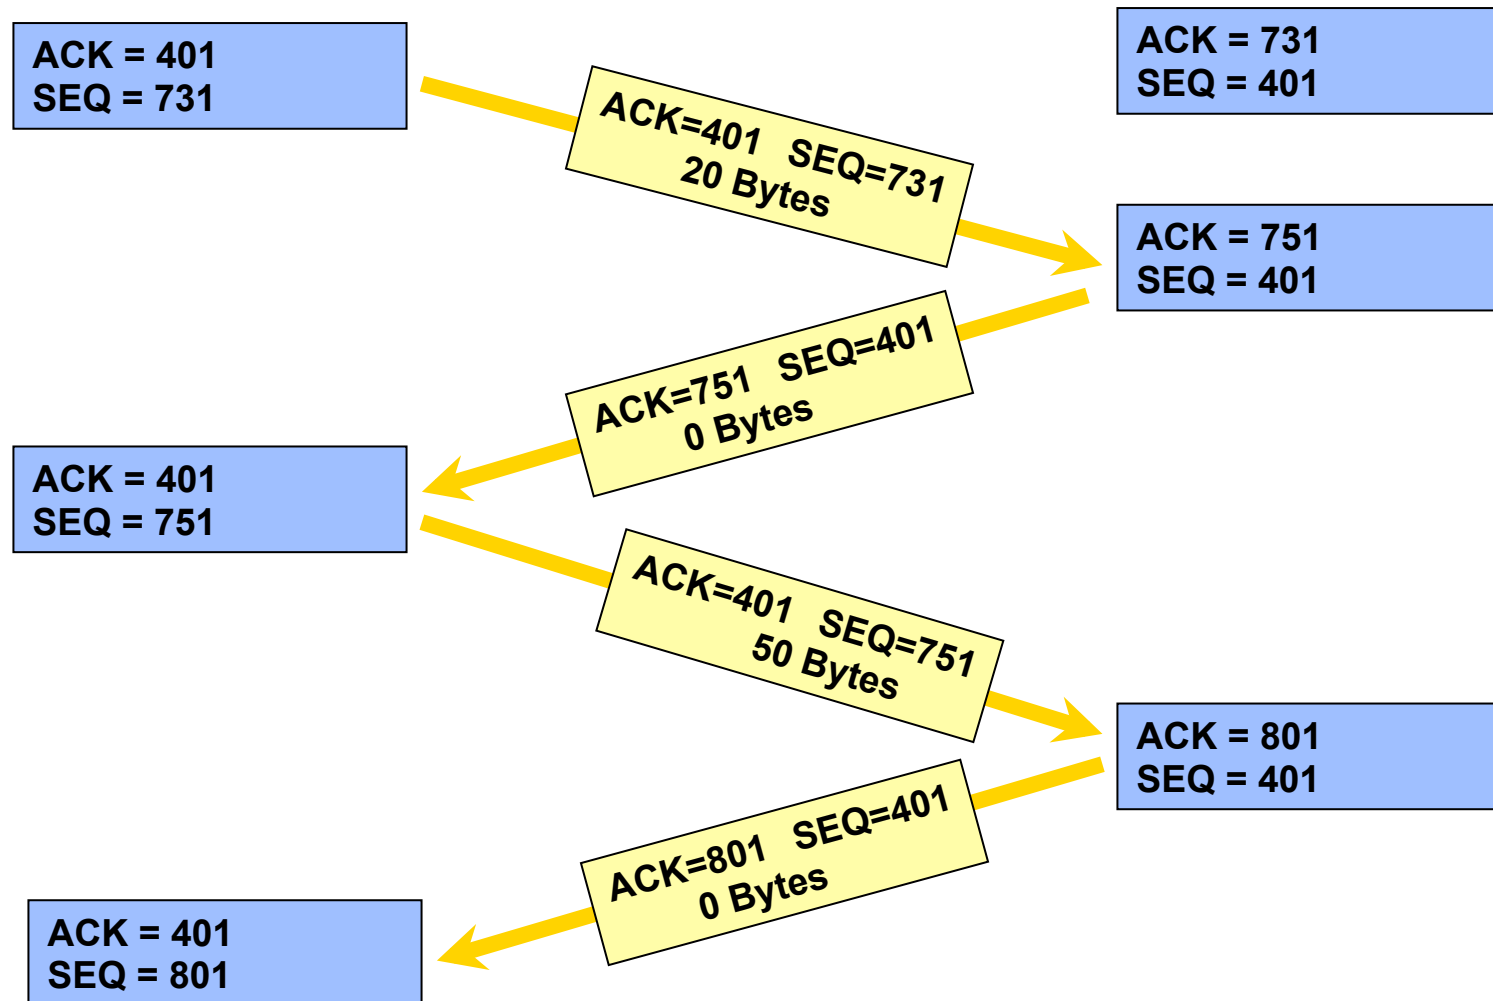 ACK = 401
SEQ = 731
ACK = 731
SEQ = 401
ACK=401 SEQ=731
20 Bytes
ACK = 751
SEQ = 401
ACK=751 SEQ=401
0 Bytes
ACK = 401
SEQ = 751
ACK=401 SEQ=751
50 Bytes
ACK = 801
SEQ = 401
ACK=801 SEQ=401
0 Bytes
ACK = 401
SEQ = 801